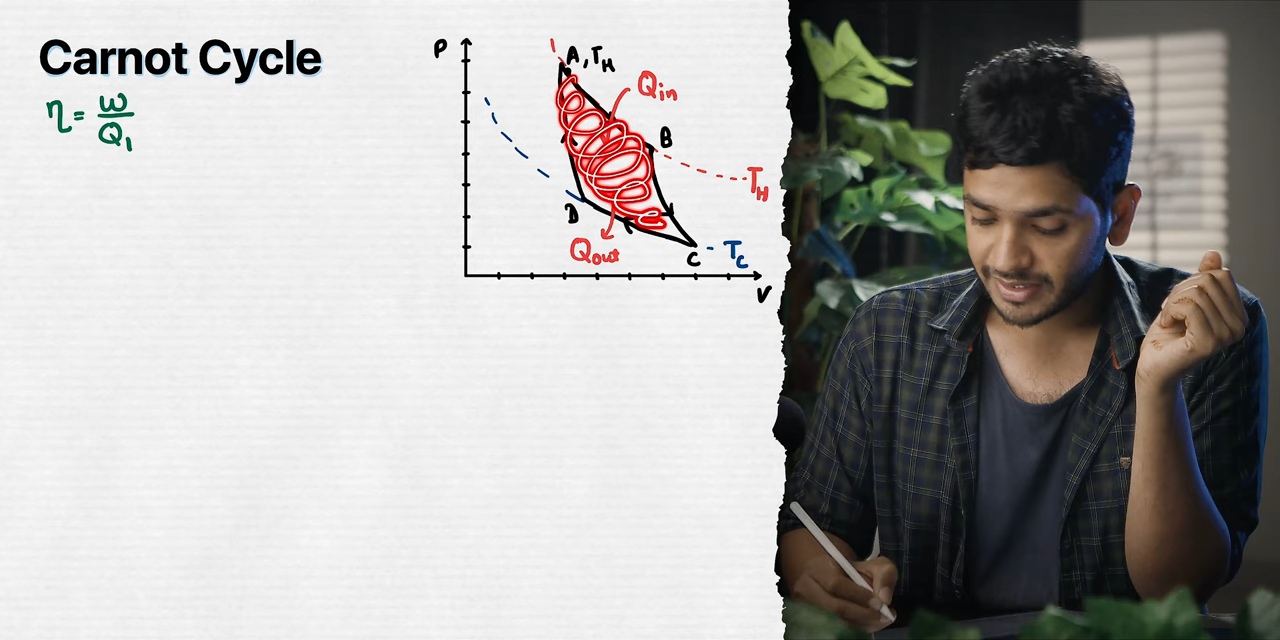 Carnot Cycle
η = W/Q₁
P
A, T_H
Q_in
B
T_H
D
Q_out
C
T_C
V